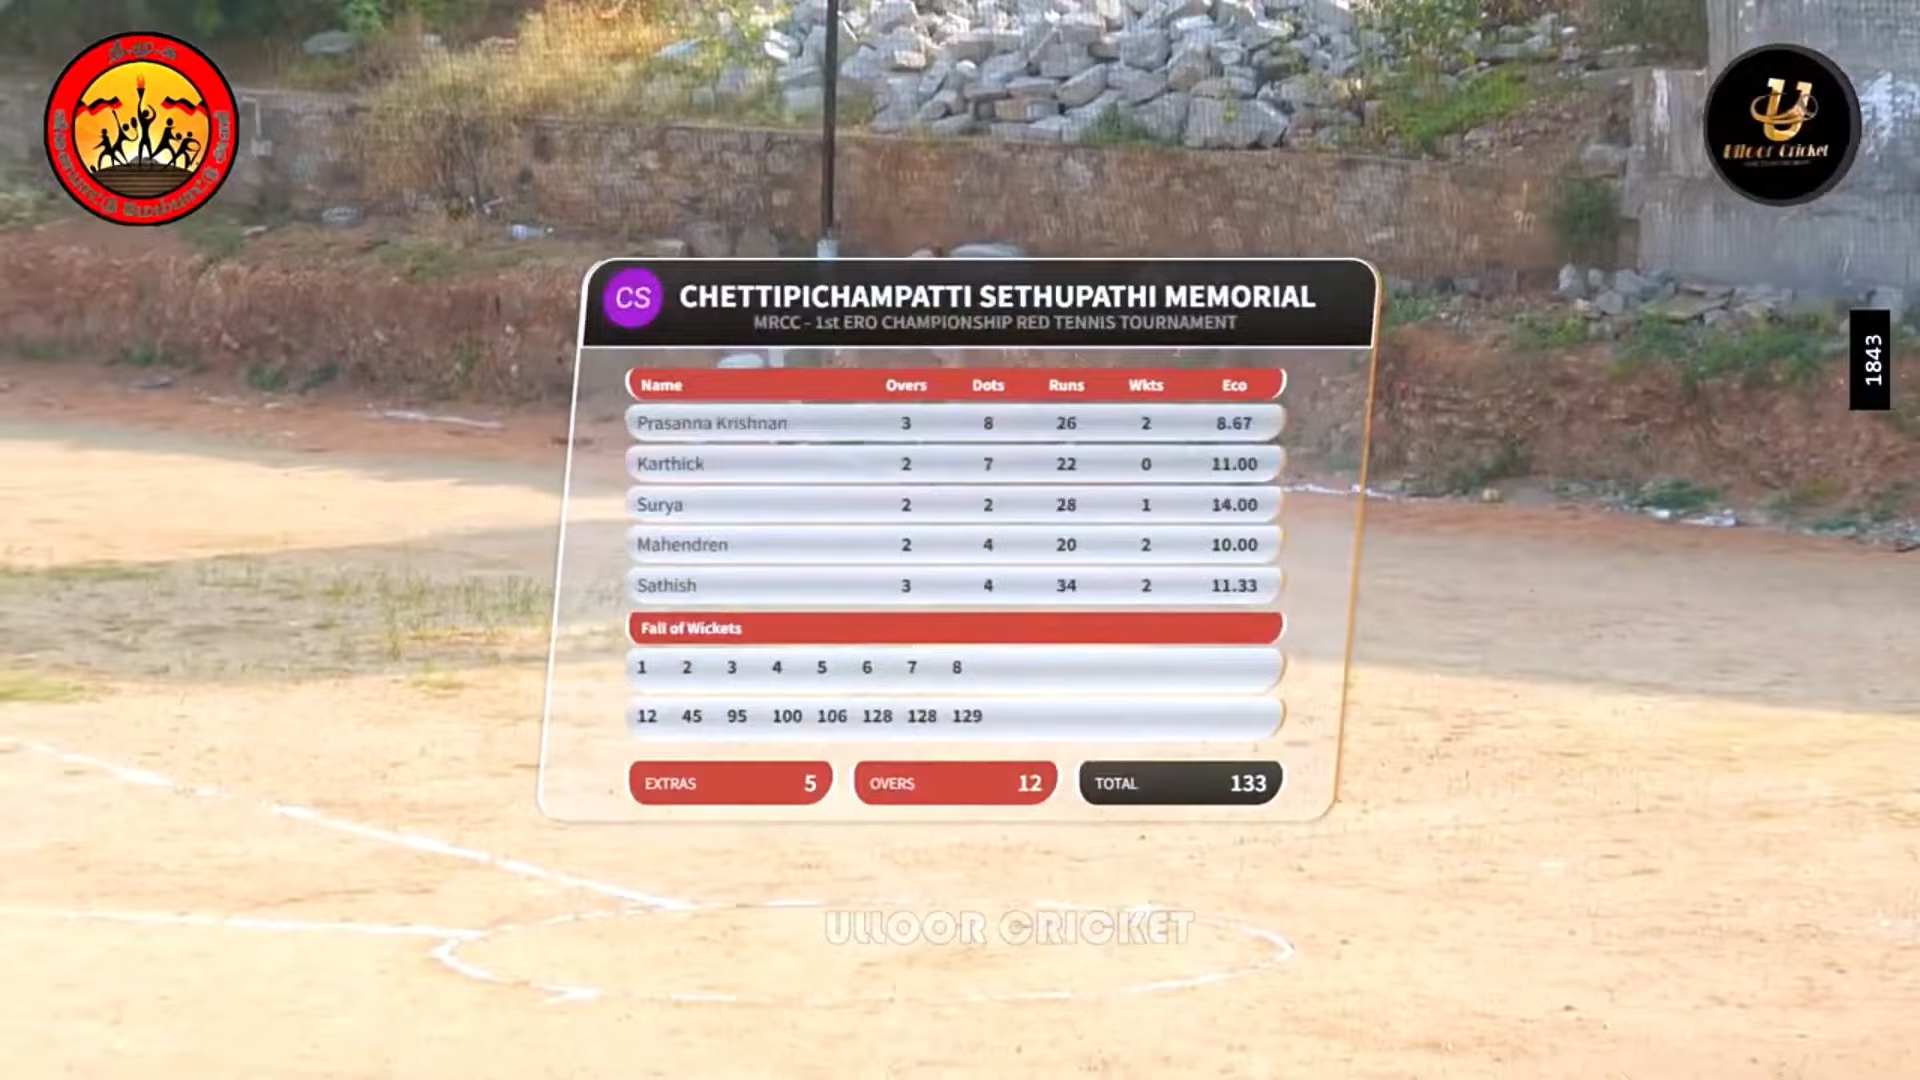 தி.மு.க
Ulloor Cricket
CS
CHETTIPICHAMPATTI SETHUPATHI MEMORIAL
MRCC - 1st ERO CHAMPIONSHIP RED TENNIS TOURNAMENT
1843
Name Overs Dots Runs Wkts Eco
Prasanna Krishnan 3 8 26 2 8.67
Karthick 2 7 22 0 11.00
Surya 2 2 28 1 14.00
Mahendren 2 4 20 2 10.00
Sathish 3 4 34 2 11.33
Fall of Wickets
1 2 3 4 5 6 7 8
12 45 95 100 106 128 128 129
EXTRAS 5 OVERS 12 TOTAL 133
ULLOOR CRICKET